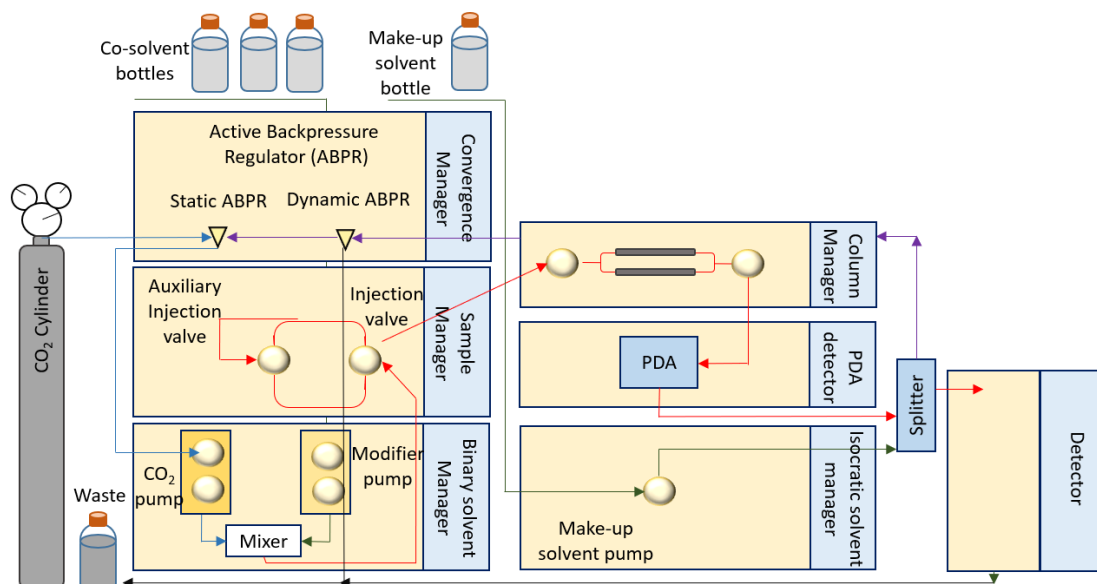 Co-solvent
bottles
Make-up
solvent
bottle
Active Backpressure
Regulator (ABPR)
Static ABPR
Dynamic ABPR
Convergence
Manager
CO2 Cylinder
Auxiliary
Injection
valve
Injection
valve
Sample
Manager
Column
Manager
PDA
PDA
detector
Splitter
Detector
CO2
pump
Modifier
pump
Mixer
Binary solvent
Manager
Make-up
solvent pump
Isocratic solvent
manager
Waste